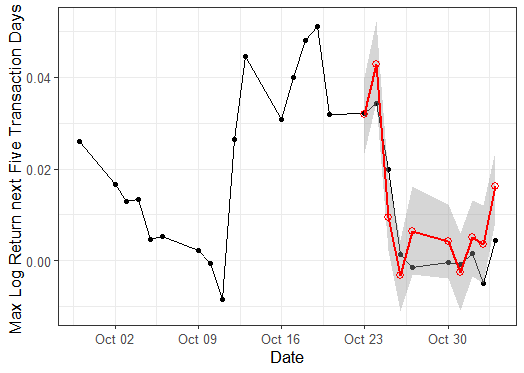 Max Log Return next Five Transaction Days
0.04
0.02
0.00
Oct 02 Oct 09 Oct 16 Oct 23 Oct 30
Date